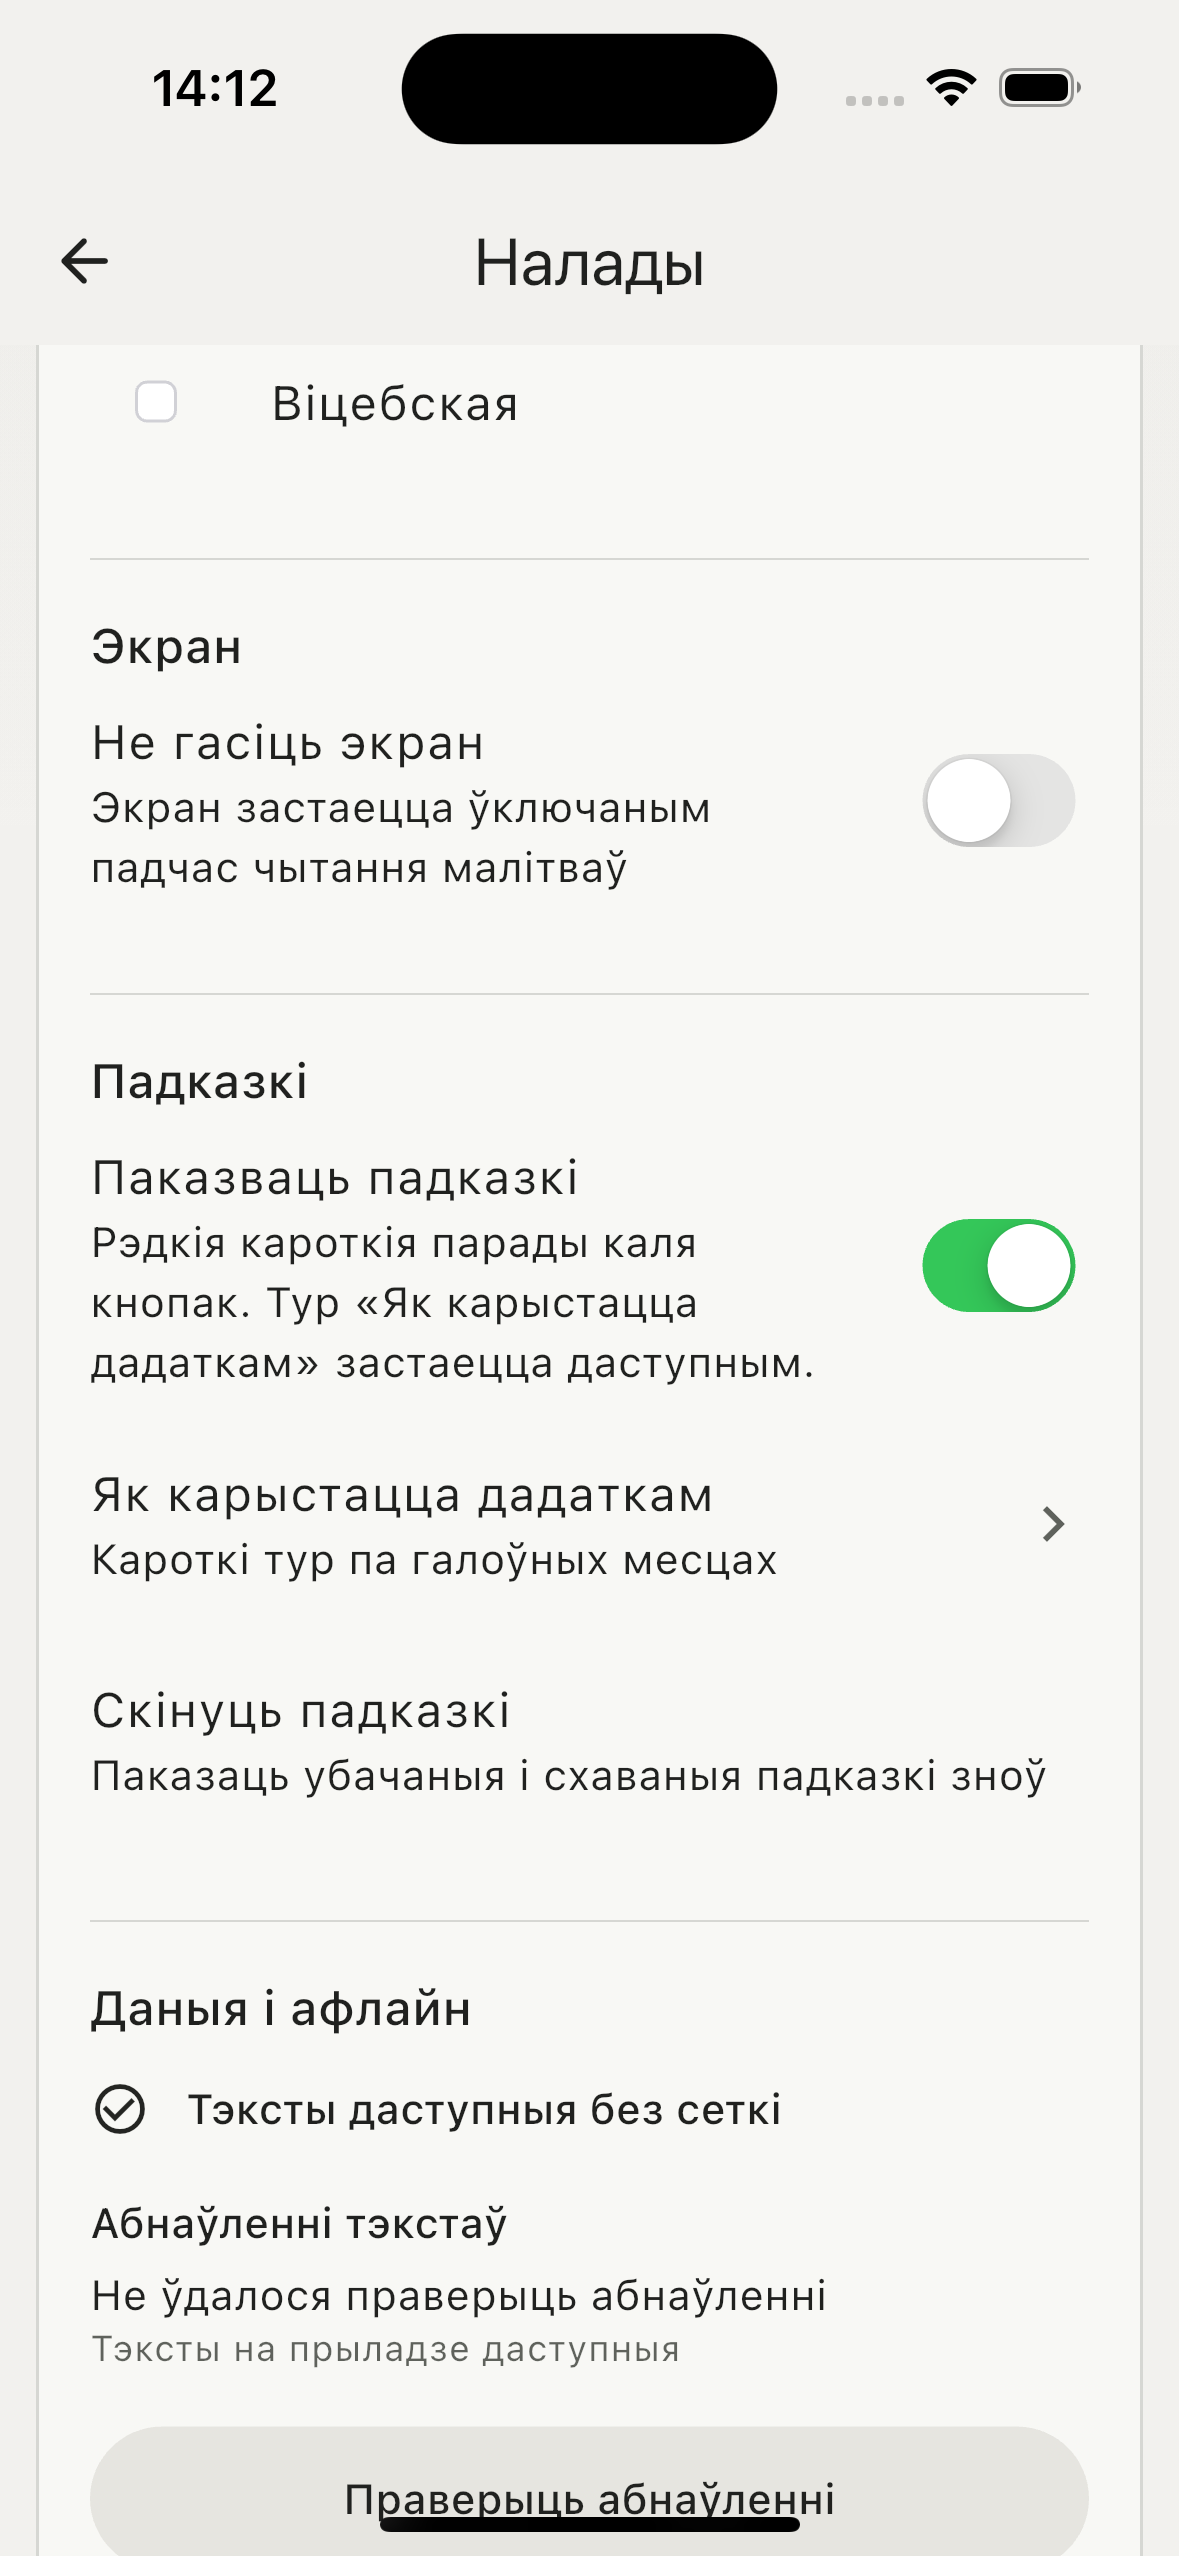 14:12
Налады
Віцебская
Экран
Не гасіць экран
Экран застаецца ўключаным
падчас чытання малітваў
Падказкі
Паказваць падказкі
Рэдкія кароткія парады каля
кнопак. Тур «Як карыстацца
дадаткам» застаецца даступным.
Як карыстацца дадаткам
Кароткі тур па галоўных месцах
Скінуць падказкі
Паказаць убачаныя і схаваныя падказкі зноў
Даныя і афлайн
Тэксты даступныя без сеткі
Абнаўленні тэкстаў
Не ўдалося праверыць абнаўленні
Тэксты на прыладзе даступныя
Праверыць абнаўленні